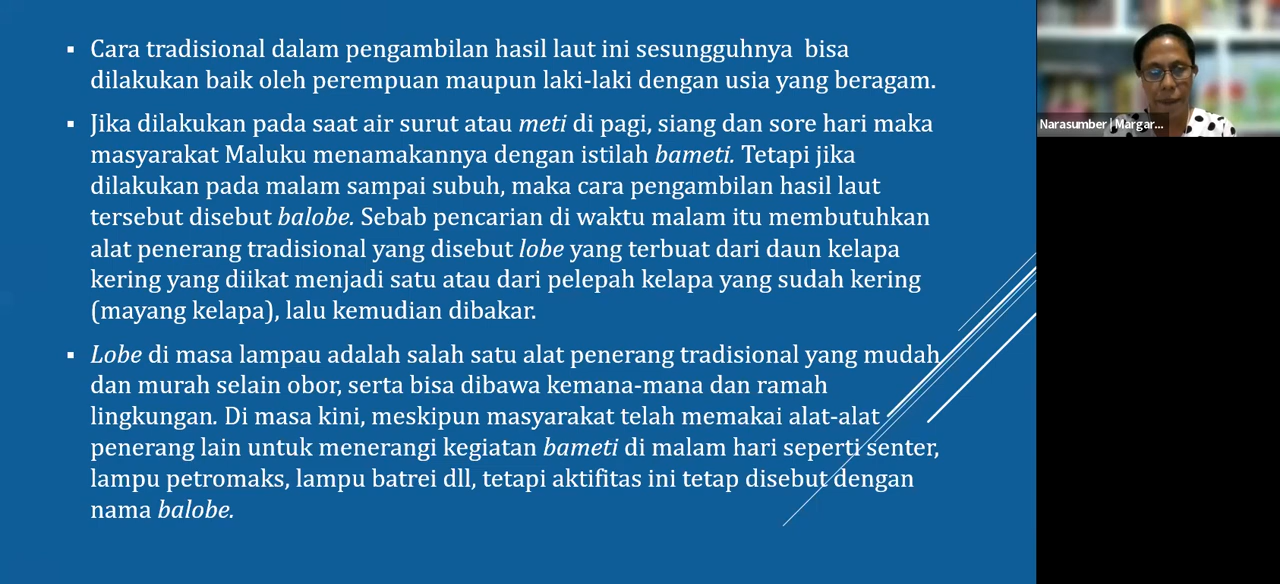 ▪ Cara tradisional dalam pengambilan hasil laut ini sesungguhnya bisa
dilakukan baik oleh perempuan maupun laki-laki dengan usia yang beragam.
▪ Jika dilakukan pada saat air surut atau meti di pagi, siang dan sore hari maka
masyarakat Maluku menamakannya dengan istilah bameti. Tetapi jika
dilakukan pada malam sampai subuh, maka cara pengambilan hasil laut
tersebut disebut balobe. Sebab pencarian di waktu malam itu membutuhkan
alat penerang tradisional yang disebut lobe yang terbuat dari daun kelapa
kering yang diikat menjadi satu atau dari pelepah kelapa yang sudah kering
(mayang kelapa), lalu kemudian dibakar.
▪ Lobe di masa lampau adalah salah satu alat penerang tradisional yang mudah
dan murah selain obor, serta bisa dibawa kemana-mana dan ramah
lingkungan. Di masa kini, meskipun masyarakat telah memakai alat-alat
penerang lain untuk menerangi kegiatan bameti di malam hari seperti senter,
lampu petromaks, lampu batrei dll, tetapi aktifitas ini tetap disebut dengan
nama balobe.
Narasumber | Margar...